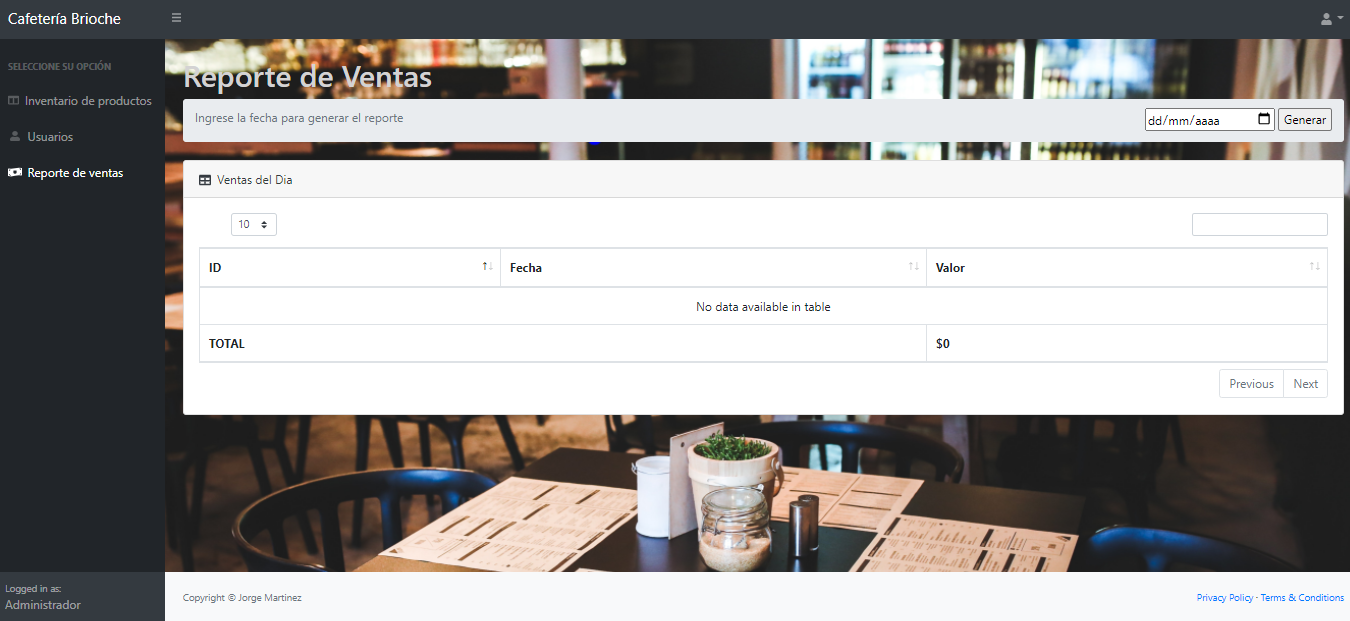 Cafetería Brioche
SELECCIONE SU OPCIÓN
Inventario de productos
Usuarios
Reporte de ventas
Logged in as:
Administrador
Reporte de Ventas
Ingrese la fecha para generar el reporte
dd/mm/aaaa Generar
Ventas del Dia
10
ID Fecha Valor
No data available in table
TOTAL $0
Previous Next
Copyright © Jorge Martinez
Privacy Policy · Terms & Conditions